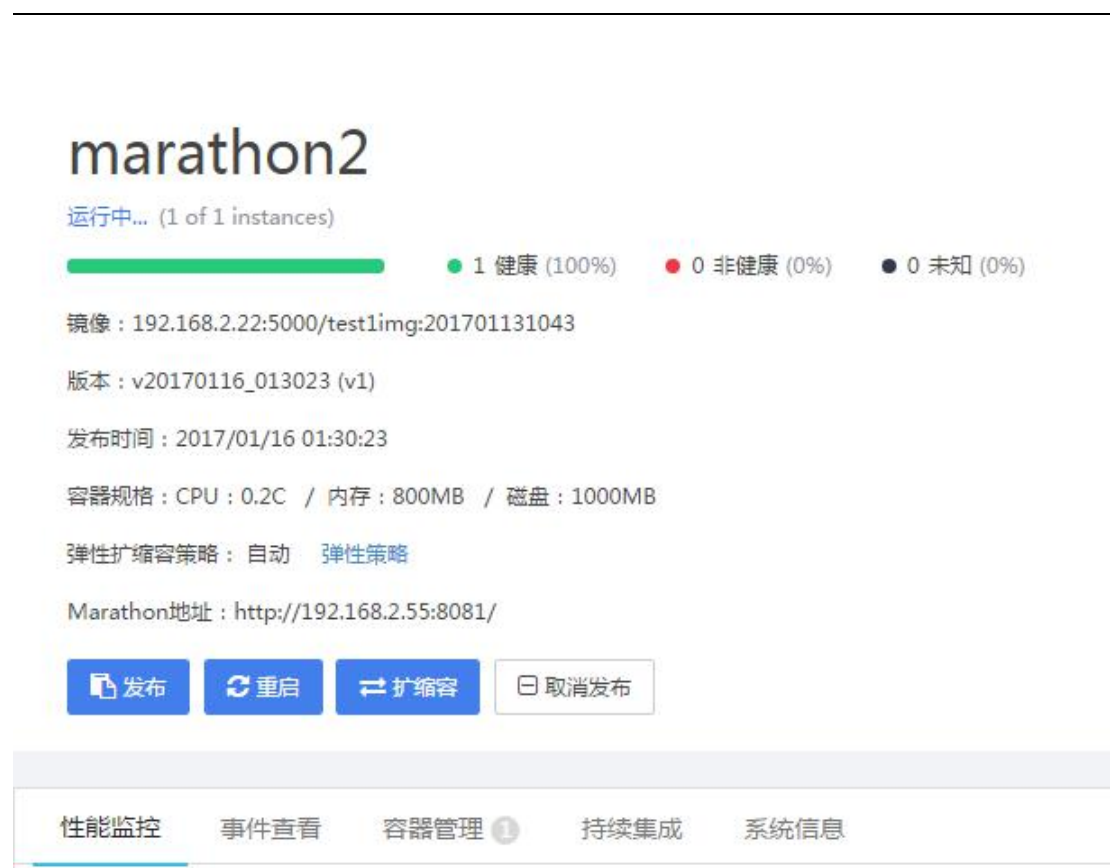 marathon2
运行中... (1 of 1 instances)
1 健康 (100%) 0 非健康 (0%) 0 未知 (0%)
镜像：192.168.2.22:5000/test1img:201701131043
版本：v20170116_013023 (v1)
发布时间：2017/01/16 01:30:23
容器规格：CPU：0.2C / 内存：800MB / 磁盘：1000MB
弹性扩缩容策略： 自动 弹性策略
Marathon地址：http://192.168.2.55:8081/
发布 重启 扩缩容 取消发布
性能监控 事件查看 容器管理 1 持续集成 系统信息